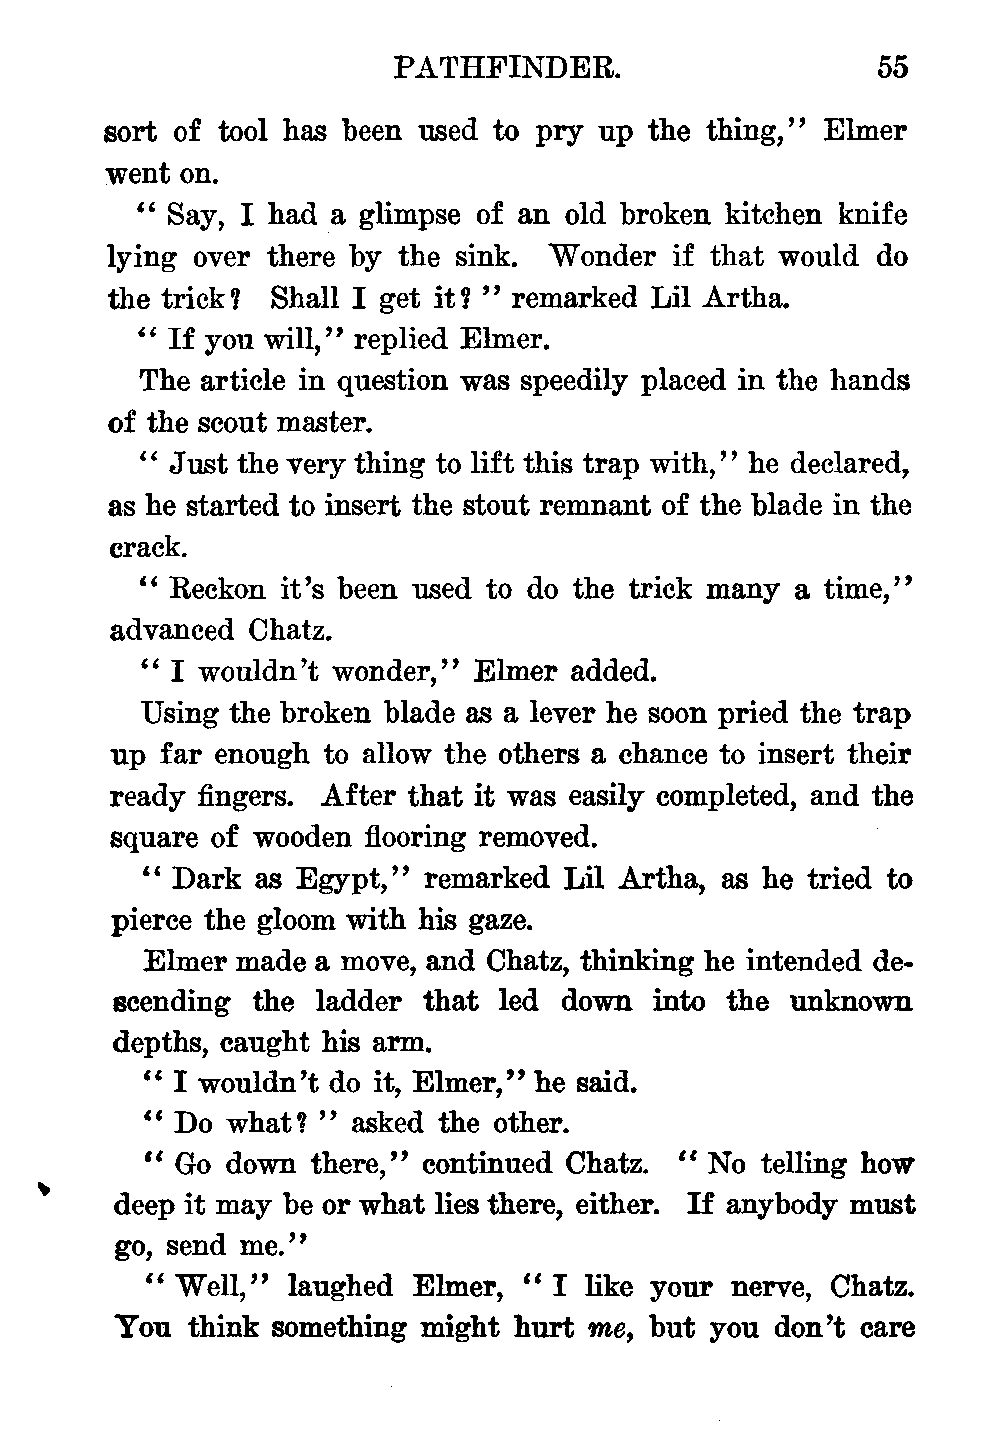 PATHFINDER. 55
sort of tool has been used to pry up the thing,” Elmer
went on.
“ Say, I had a glimpse of an old broken kitchen knife
lying over there by the sink. Wonder if that would do
the trick? Shall I get it? ” remarked Lil Artha.
“ If you will,” replied Elmer.
The article in question was speedily placed in the hands
of the scout master.
“ Just the very thing to lift this trap with,” he declared,
as he started to insert the stout remnant of the blade in the
crack.
“ Reckon it’s been used to do the trick many a time,”
advanced Chatz.
“ I wouldn’t wonder,” Elmer added.
Using the broken blade as a lever he soon pried the trap
up far enough to allow the others a chance to insert their
ready fingers. After that it was easily completed, and the
square of wooden flooring removed.
“ Dark as Egypt,” remarked Lil Artha, as he tried to
pierce the gloom with his gaze.
Elmer made a move, and Chatz, thinking he intended de-
scending the ladder that led down into the unknown
depths, caught his arm.
“ I wouldn’t do it, Elmer,” he said.
“ Do what? ” asked the other.
“ Go down there,” continued Chatz. “ No telling how
deep it may be or what lies there, either. If anybody must
go, send me.”
“ Well,” laughed Elmer, “ I like your nerve, Chatz.
You think something might hurt me, but you don’t care